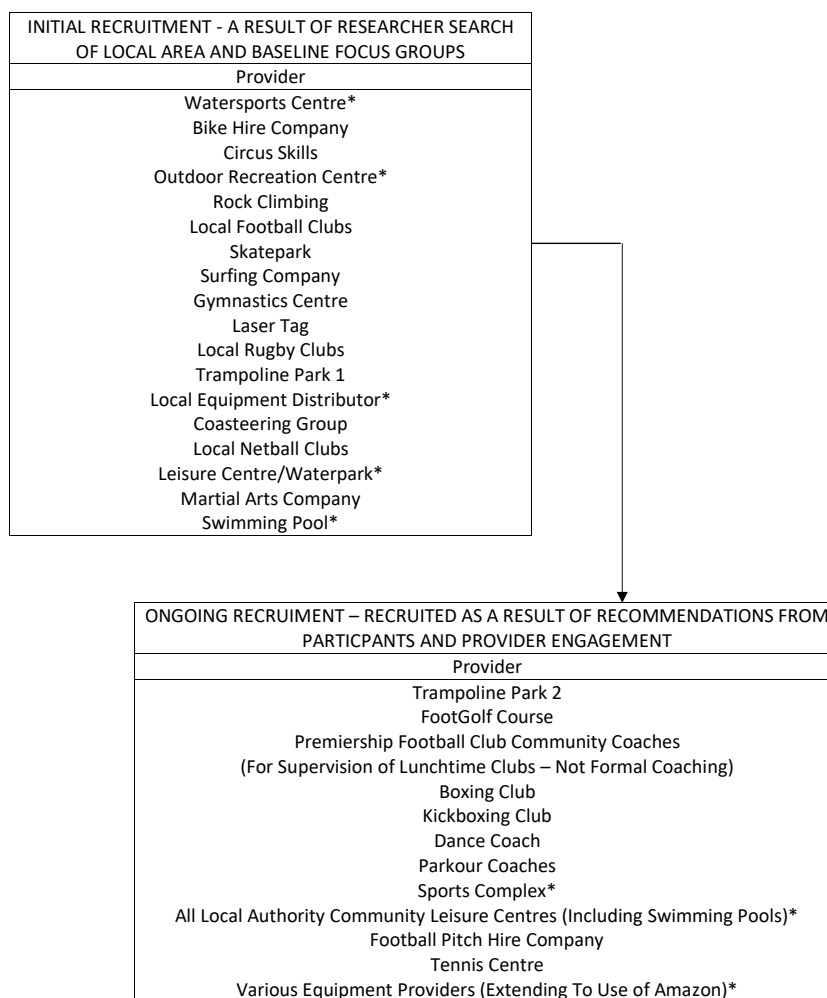 INITIAL RECRUITMENT - A RESULT OF RESEARCHER SEARCH
OF LOCAL AREA AND BASELINE FOCUS GROUPS
Provider
Watersports Centre*
Bike Hire Company
Circus Skills
Outdoor Recreation Centre*
Rock Climbing
Local Football Clubs
Skatepark
Surfing Company
Gymnastics Centre
Laser Tag
Local Rugby Clubs
Trampoline Park 1
Local Equipment Distributor*
Coasteering Group
Local Netball Clubs
Leisure Centre/Waterpark*
Martial Arts Company
Swimming Pool*
ONGOING RECRUIMENT – RECRUITED AS A RESULT OF RECOMMENDATIONS FROM
PARTICPANTS AND PROVIDER ENGAGEMENT
Provider
Trampoline Park 2
FootGolf Course
Premiership Football Club Community Coaches
(For Supervision of Lunchtime Clubs – Not Formal Coaching)
Boxing Club
Kickboxing Club
Dance Coach
Parkour Coaches
Sports Complex*
All Local Authority Community Leisure Centres (Including Swimming Pools)*
Football Pitch Hire Company
Tennis Centre
Various Equipment Providers (Extending To Use of Amazon)*